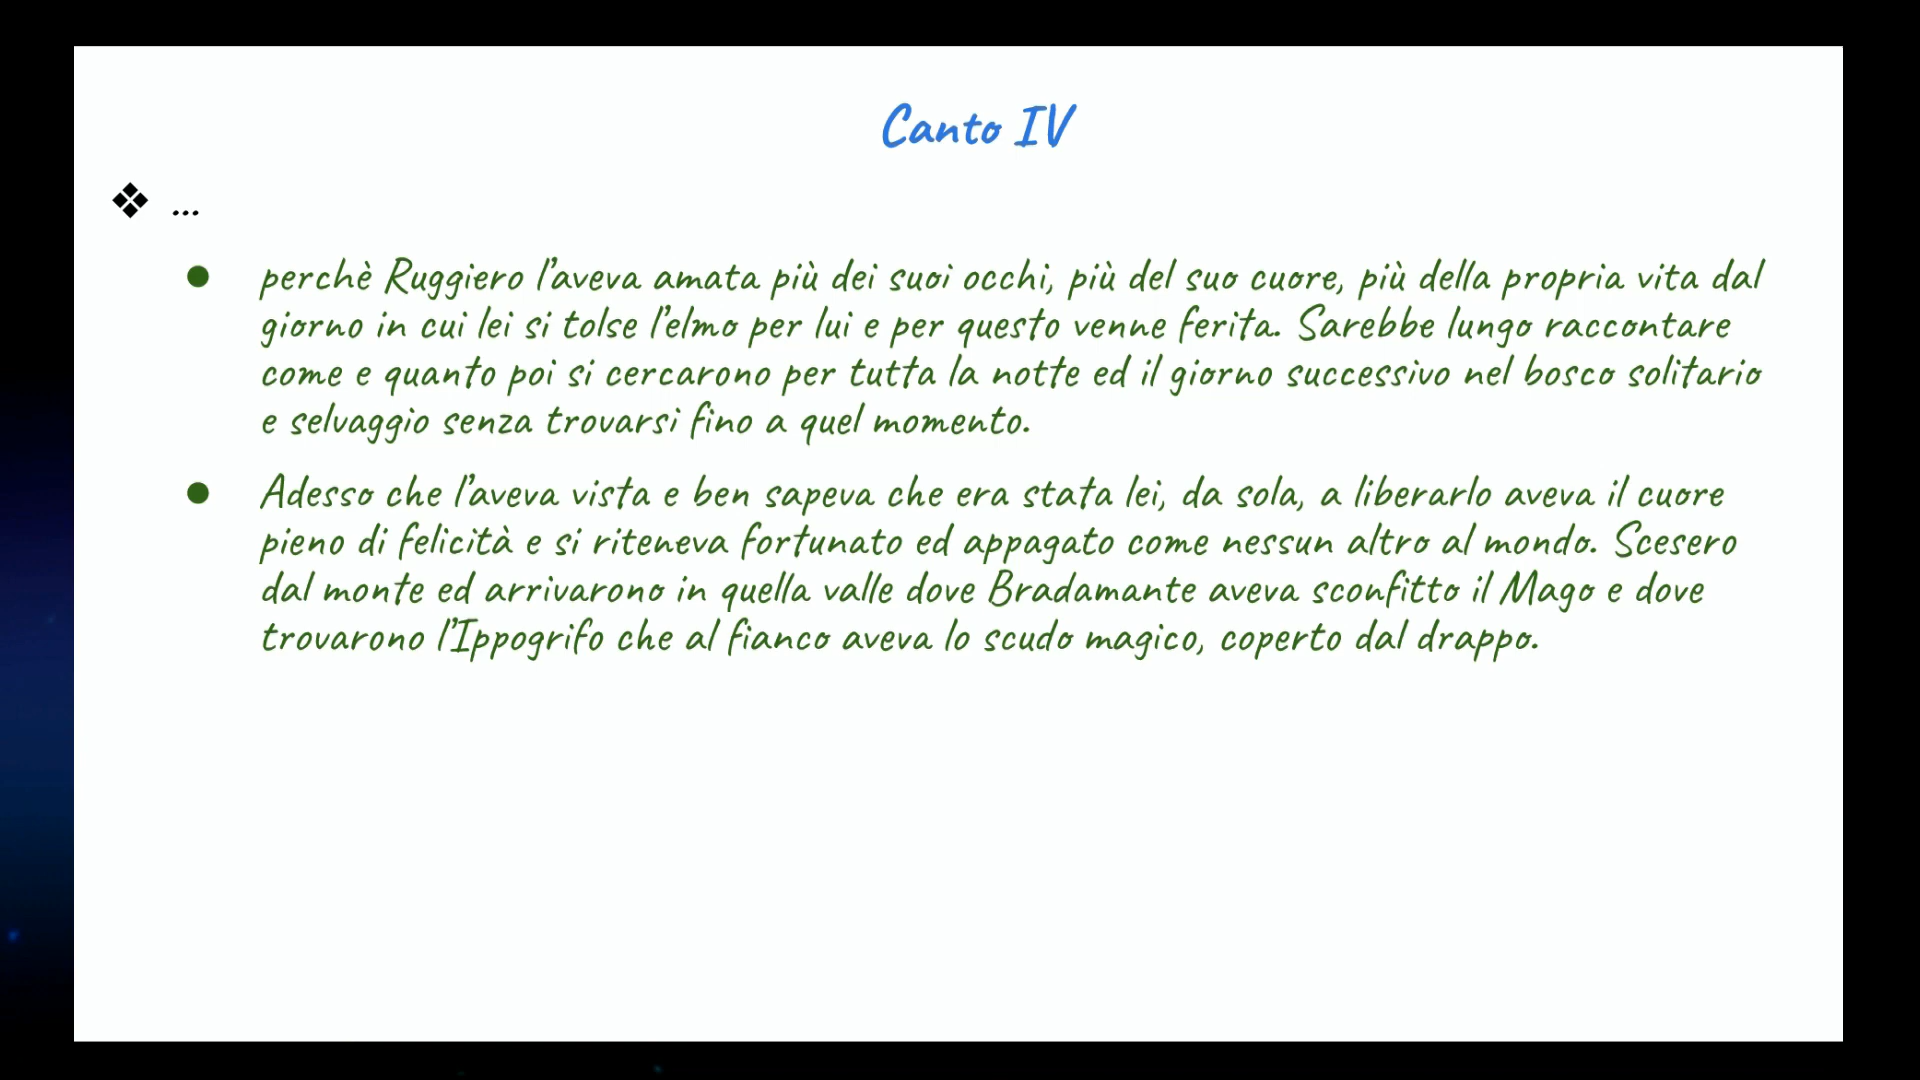 Canto IV
❖ ...
● perchè Ruggiero l'aveva amata più dei suoi occhi, più del suo cuore, più della propria vita dal
giorno in cui lei si tolse l'elmo per lui e per questo venne ferita. Sarebbe lungo raccontare
come e quanto poi si cercarono per tutta la notte ed il giorno successivo nel bosco solitario
e selvaggio senza trovarsi fino a quel momento.
● Adesso che l'aveva vista e ben sapeva che era stata lei, da sola, a liberarlo aveva il cuore
pieno di felicità e si riteneva fortunato ed appagato come nessun altro al mondo. Scesero
dal monte ed arrivarono in quella valle dove Bradamante aveva sconfitto il Mago e dove
trovarono l'Ippogrifo che al fianco aveva lo scudo magico, coperto dal drappo.